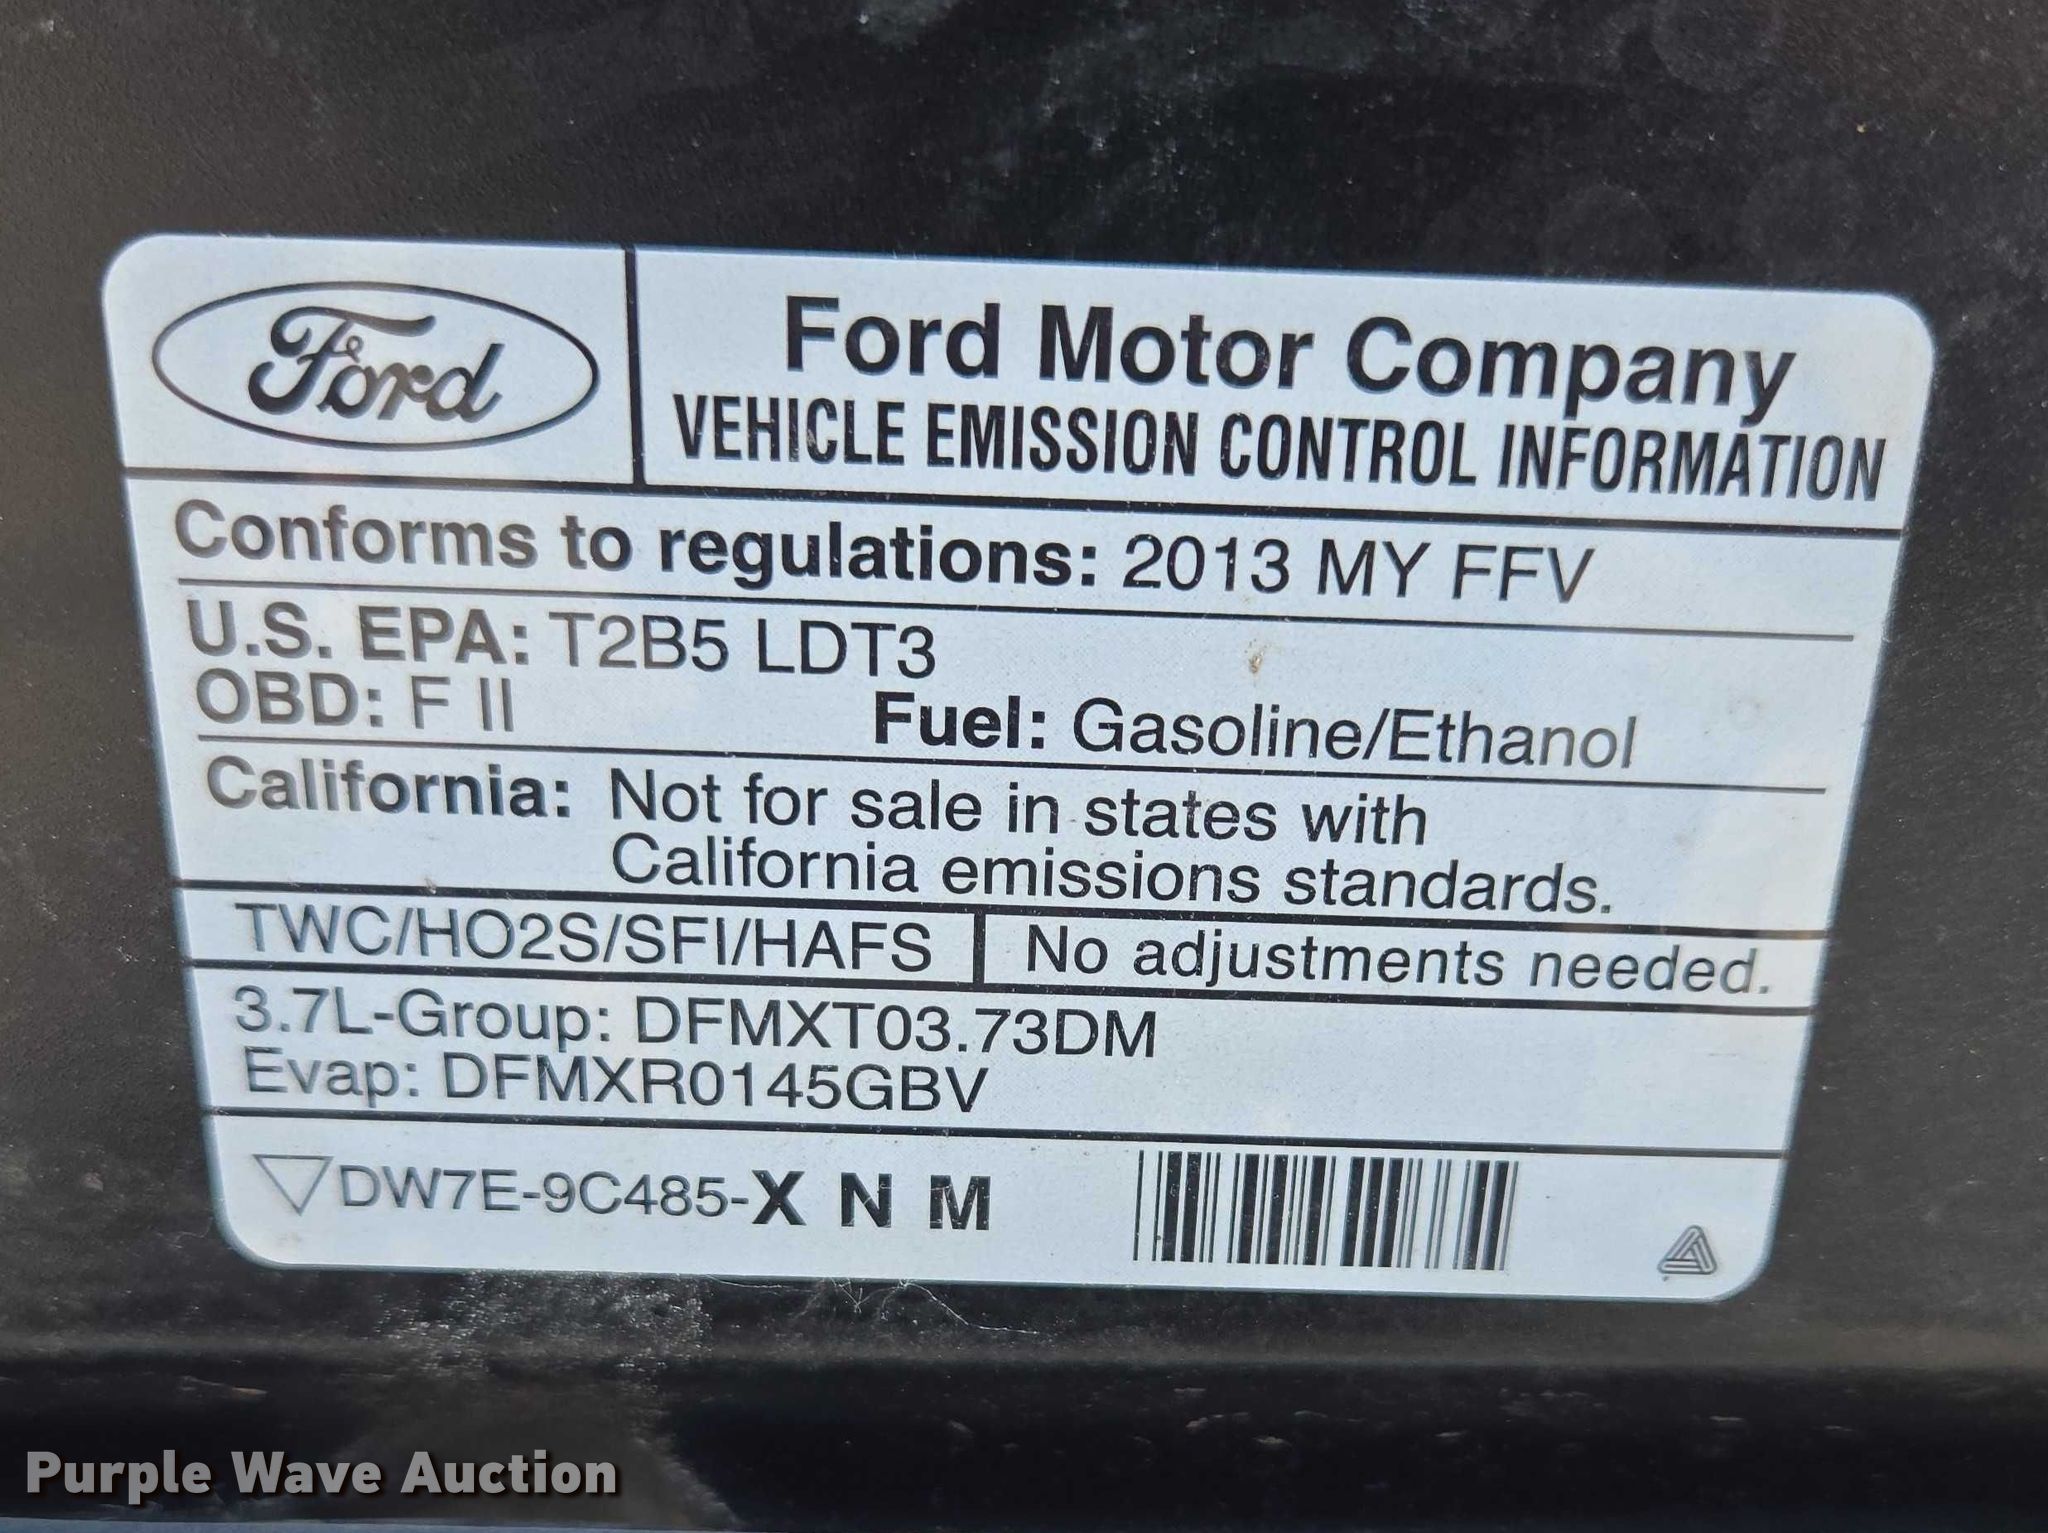 Ford
Ford Motor Company
VEHICLE EMISSION CONTROL INFORMATION
Conforms to regulations: 2013 MY FFV
U.S. EPA: T2B5 LDT3
OBD: F II Fuel: Gasoline/Ethanol
California: Not for sale in states with
California emissions standards.
TWC/HO2S/SFI/HAFS No adjustments needed.
3.7L-Group: DFMXT03.73DM
Evap: DFMXR0145GBV
DW7E-9C485-X N M
Purple Wave Auction